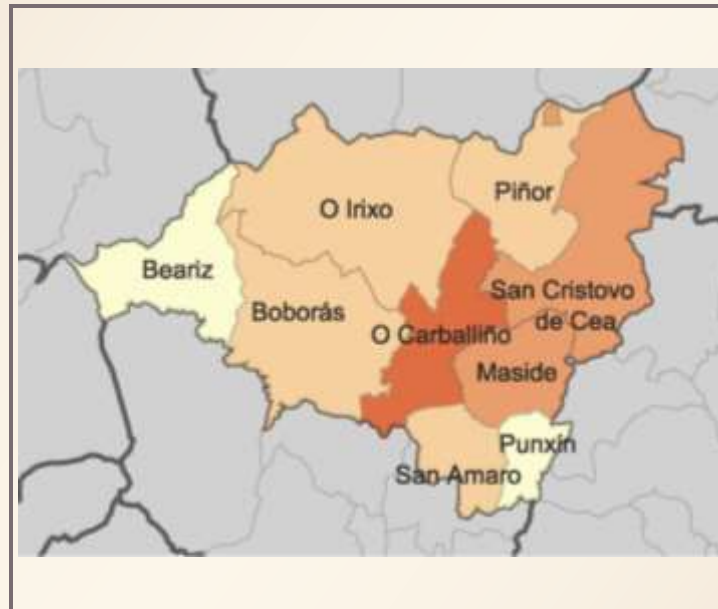 Piñor
O Irixo
Beariz
San Cristovo
de Cea
Boborás
O Carballiño
Maside
Punxín
San Amaro